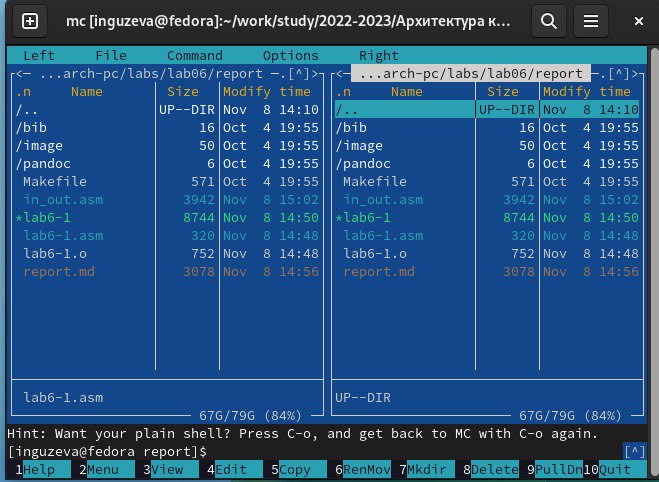 mc [inguzeva@fedora]:~/work/study/2022-2023/Архитектура к...
Left File Command Options Right
<─ ...arch-pc/labs/lab06/report ─.[^]> <─ ...arch-pc/labs/lab06/report ─.[^]>
.n Name Size Modify time .n Name Size Modify time
/.. UP--DIR Nov 8 14:10 /.. UP--DIR Nov 8 14:10
/bib 16 Oct 4 19:55 /bib 16 Oct 4 19:55
/image 50 Oct 4 19:55 /image 50 Oct 4 19:55
/pandoc 6 Oct 4 19:55 /pandoc 6 Oct 4 19:55
Makefile 571 Oct 4 19:55 Makefile 571 Oct 4 19:55
in_out.asm 3942 Nov 8 15:02 in_out.asm 3942 Nov 8 15:02
*lab6-1 8744 Nov 8 14:50 *lab6-1 8744 Nov 8 14:50
lab6-1.asm 320 Nov 8 14:48 lab6-1.asm 320 Nov 8 14:48
lab6-1.o 752 Nov 8 14:48 lab6-1.o 752 Nov 8 14:48
report.md 3078 Nov 8 14:56 report.md 3078 Nov 8 14:56
lab6-1.asm UP--DIR
67G/79G (84%) 67G/79G (84%)
Hint: Want your plain shell? Press C-o, and get back to MC with C-o again.
[inguzeva@fedora report]$ [^]
1Help 2Menu 3View 4Edit 5Copy 6RenMov 7Mkdir 8Delete 9PullDn 10Quit